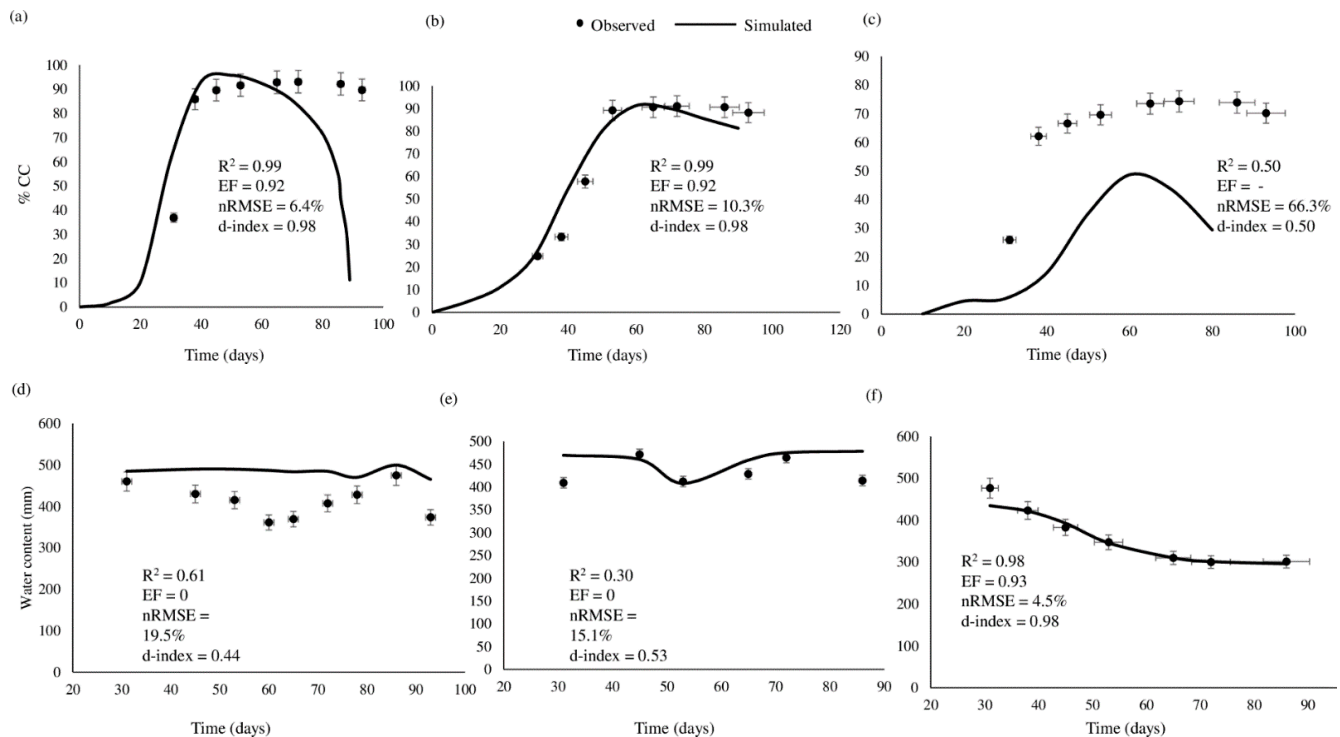 ● Observed — Simulated
(a)
% CC
100
90
80
70
60
50
40
30
20
10
0
R² = 0.99
EF = 0.92
nRMSE = 6.4%
d-index = 0.98
0 20 40 60 80 100
Time (days)
(b)
100
90
80
70
60
50
40
30
20
10
0
R² = 0.99
EF = 0.92
nRMSE = 10.3%
d-index = 0.98
0 20 40 60 80 100 120
Time (days)
(c)
90
80
70
60
50
40
30
20
10
0
R² = 0.50
EF = -
nRMSE = 66.3%
d-index = 0.50
0 20 40 60 80 100
Time (days)
(d)
Water content (mm)
600
500
400
300
200
100
0
R² = 0.61
EF = 0
nRMSE =
19.5%
d-index = 0.44
20 30 40 50 60 70 80 90 100
Time (days)
(e)
500
450
400
350
300
250
200
150
100
50
0
R² = 0.30
EF = 0
nRMSE =
15.1%
d-index = 0.53
20 30 40 50 60 70 80 90
Time (days)
(f)
600
500
400
300
200
100
0
R² = 0.98
EF = 0.93
nRMSE = 4.5%
d-index = 0.98
20 30 40 50 60 70 80 90
Time (days)